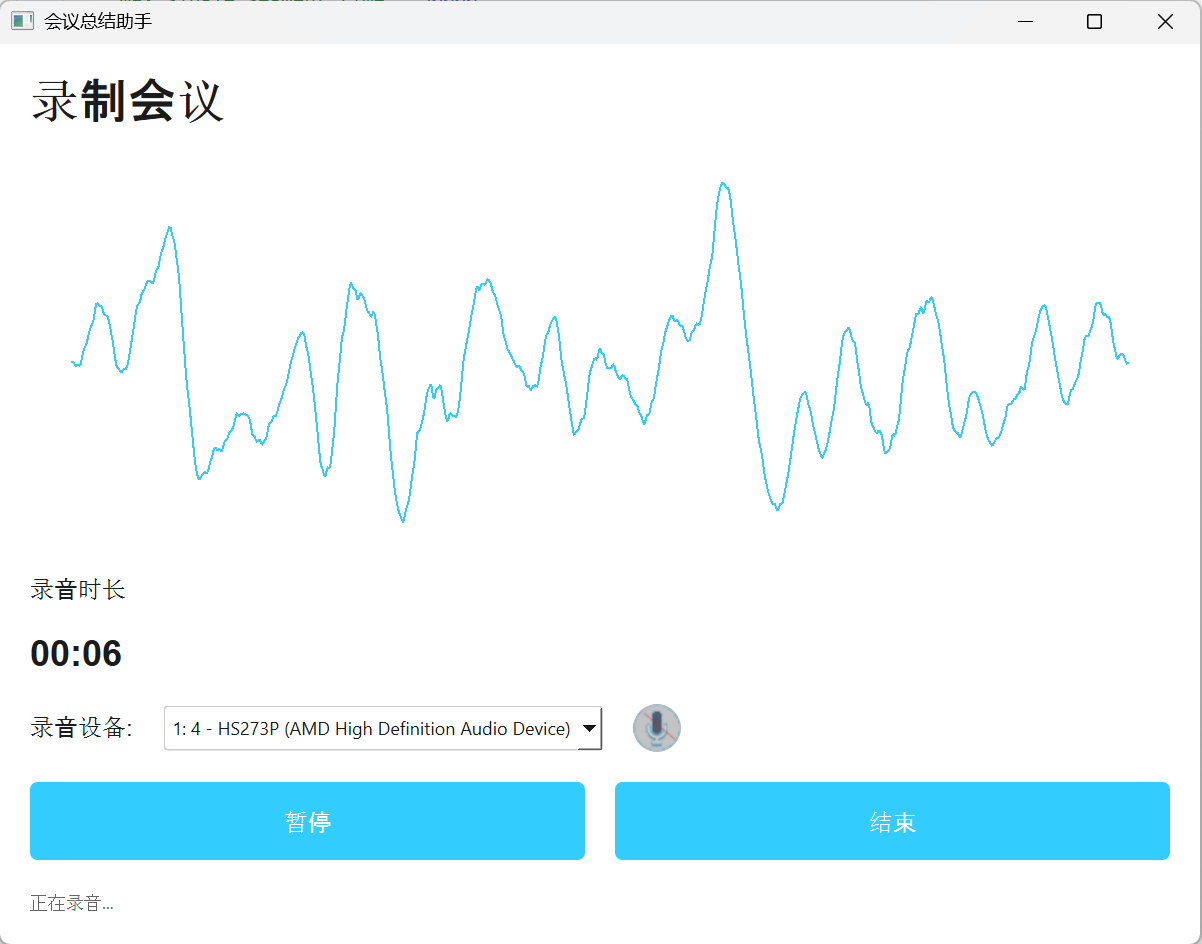 会议总结助手
录制会议
录音时长
00:06
录音设备: 1: 4 - HS273P (AMD High Definition Audio Device)
暂停 结束
正在录音...